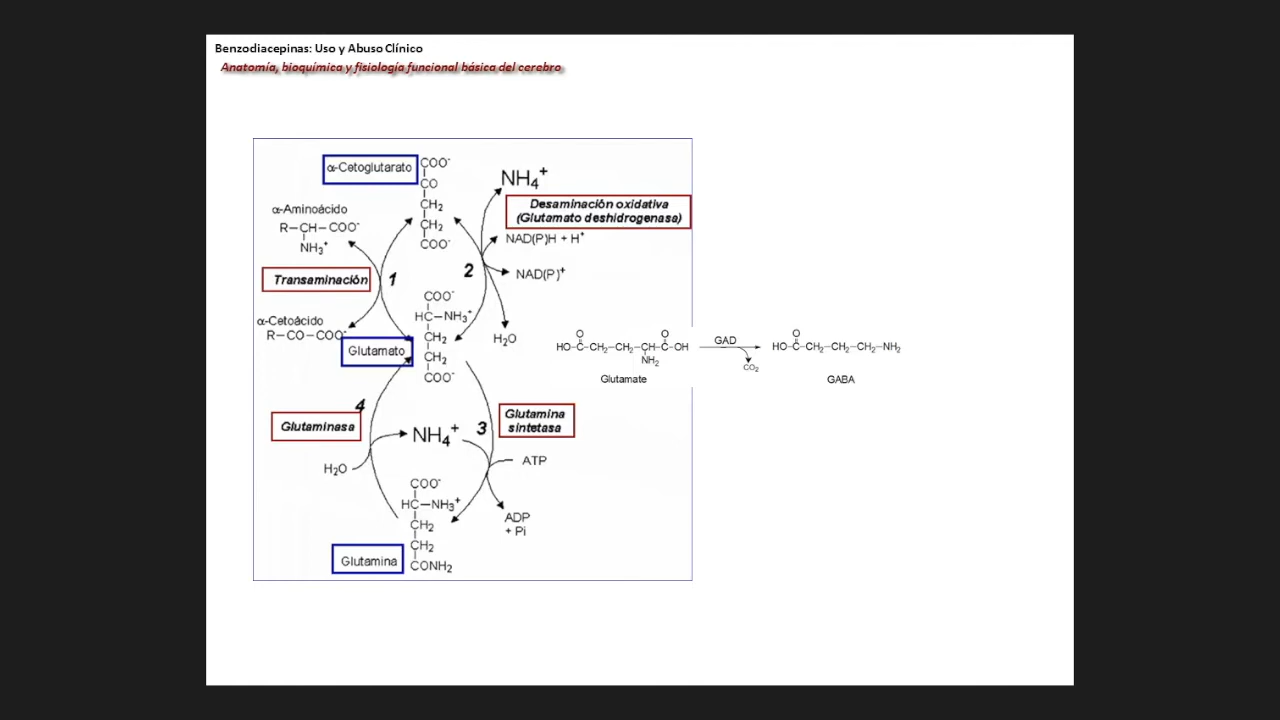 Benzodiacepinas: Uso y Abuso Clínico
Anatomía, bioquímica y fisiología funcional básica del cerebro
α-Cetoglutarato
COO⁻
CO
CH₂
CH₂
COO⁻
NH₄⁺
Desaminación oxidativa
(Glutamato deshidrogenasa)
NAD(P)H + H⁺
NAD(P)⁺
H₂O
α-Aminoácido
R–CH–COO⁻
NH₃⁺
Transaminación
1
2
α-Cetoácido
R–CO–COO⁻
Glutamato
COO⁻
HC–NH₃⁺
CH₂
CH₂
COO⁻
O
O
HO–C–CH₂–CH₂–CH–C–OH
NH₂
Glutamate
GAD
CO₂
O
HO–C–CH₂–CH₂–CH₂–NH₂
GABA
4
Glutaminasa
H₂O
NH₄⁺
3
Glutamina
sintetasa
ATP
ADP
+ Pi
COO⁻
HC–NH₃⁺
CH₂
CH₂
CONH₂
Glutamina